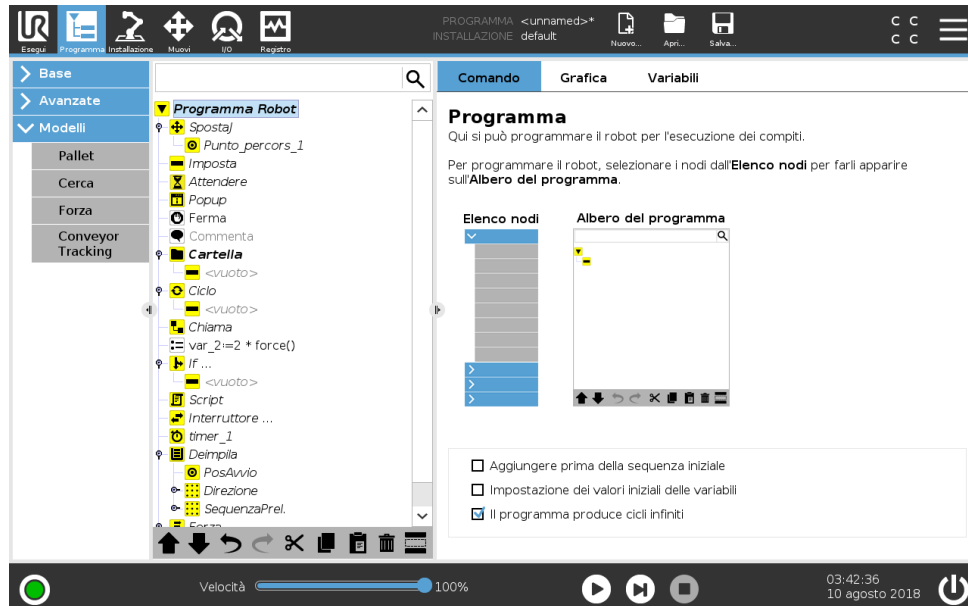 PROGRAMMA <unnamed>*
INSTALLAZIONE default
Esegui
Programma
Installazione
Muovi
I/O
Registro
Nuovo...
Apri...
Salva...
C C
C C
Base
Avanzate
Modelli
Pallet
Cerca
Forza
Conveyor
Tracking
Programma Robot
SpostaJ
Punto_percors_1
Imposta
Attendere
Popup
Ferma
Commenta
Cartella
<vuoto>
Ciclo
<vuoto>
Chiama
var_2:=2 * force()
If ...
<vuoto>
Script
Interruttore ...
timer_1
Deimpila
PosAvvio
Direzione
SequenzaPrel.
Forza
Comando
Grafica
Variabili
Programma
Qui si può programmare il robot per l'esecuzione dei compiti.
Per programmare il robot, selezionare i nodi dall'Elenco nodi per farli apparire
sull'Albero del programma.
Elenco nodi
Albero del programma
Aggiungere prima della sequenza iniziale
Impostazione dei valori iniziali delle variabili
Il programma produce cicli infiniti
Velocità
100%
03:42:36
10 agosto 2018